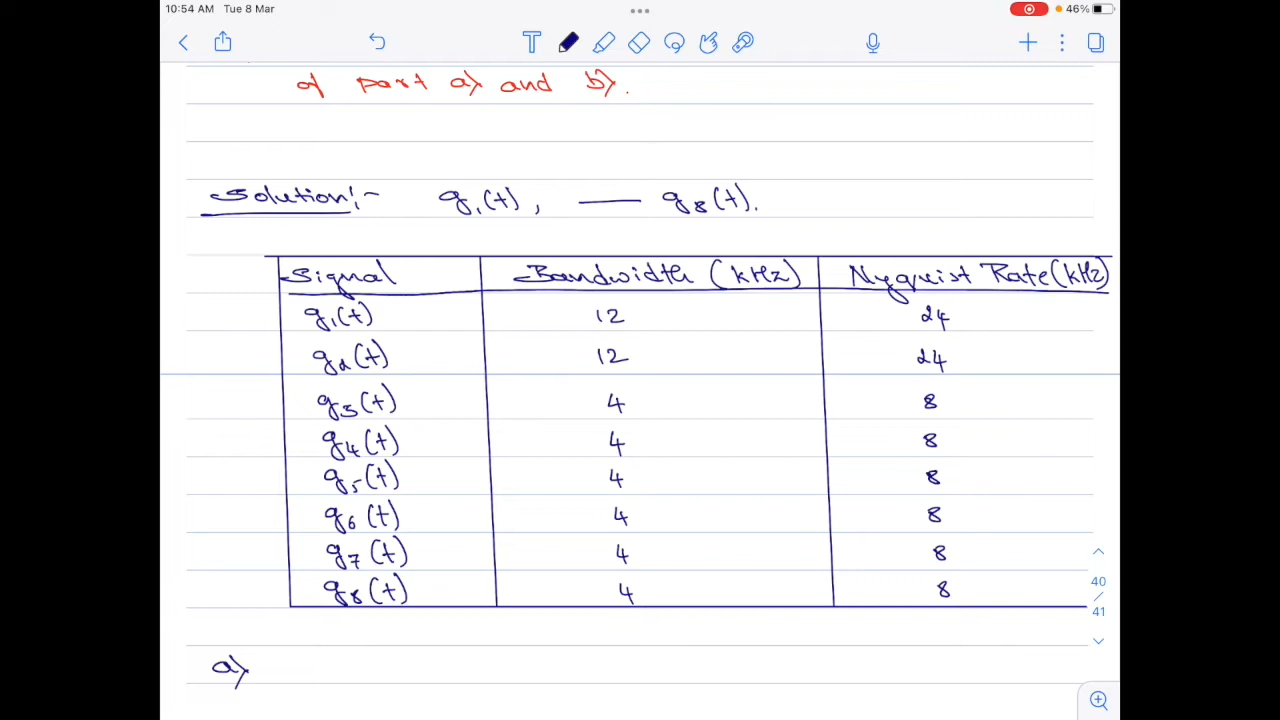 10:54 AM Tue 8 Mar
46%
of part a) and b).
Solution:- g₁(t), — g₈(t).
Signal Bandwidth (kHz) Nyquist Rate(kHz)
g₁(t) 12 24
g₂(t) 12 24
g₃(t) 4 8
g₄(t) 4 8
g₅(t) 4 8
g₆(t) 4 8
g₇(t) 4 8
g₈(t) 4 8
40
/
41
a)